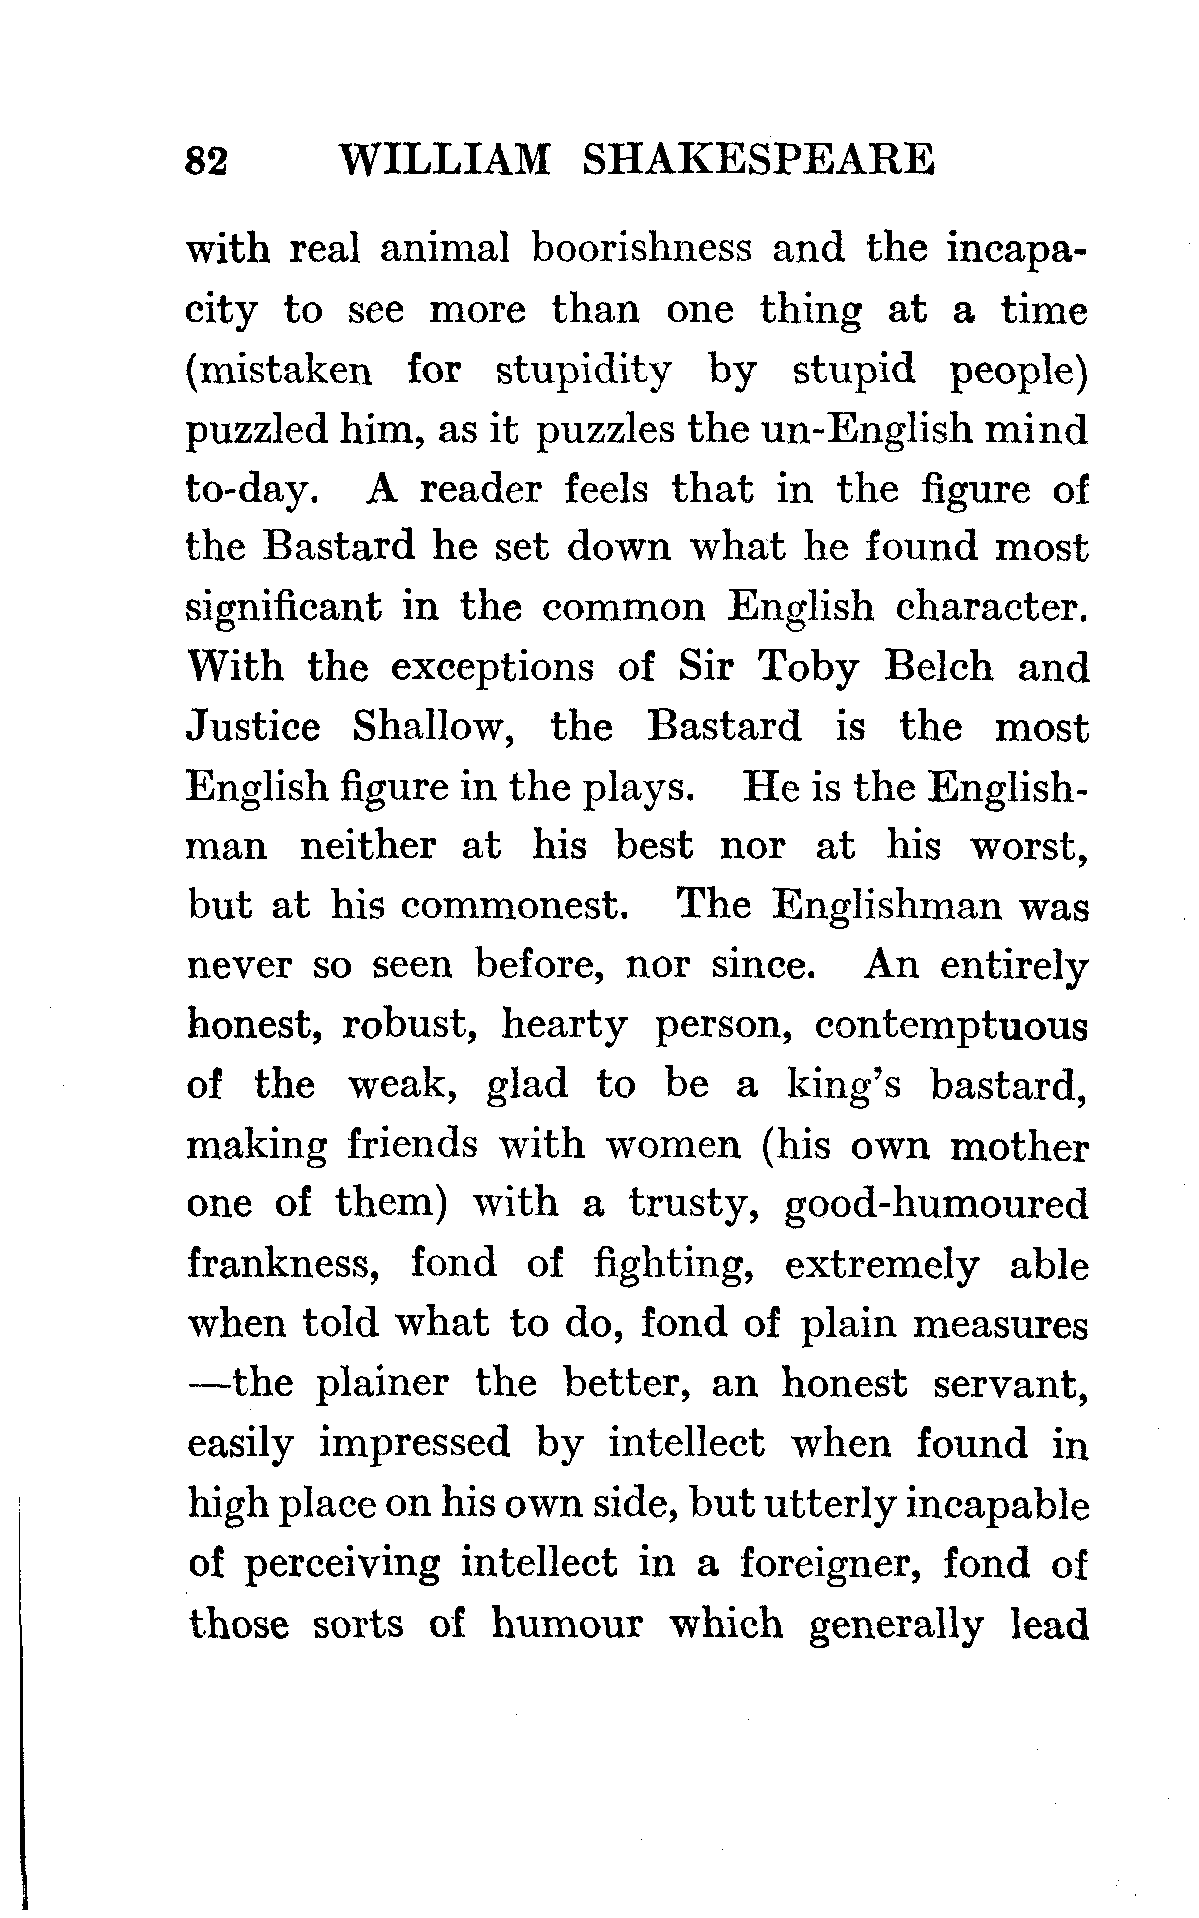 82 WILLIAM SHAKESPEARE
with real animal boorishness and the incapa-
city to see more than one thing at a time
(mistaken for stupidity by stupid people)
puzzled him, as it puzzles the un-English mind
to-day. A reader feels that in the figure of
the Bastard he set down what he found most
significant in the common English character.
With the exceptions of Sir Toby Belch and
Justice Shallow, the Bastard is the most
English figure in the plays. He is the English-
man neither at his best nor at his worst,
but at his commonest. The Englishman was
never so seen before, nor since. An entirely
honest, robust, hearty person, contemptuous
of the weak, glad to be a king's bastard,
making friends with women (his own mother
one of them) with a trusty, good-humoured
frankness, fond of fighting, extremely able
when told what to do, fond of plain measures
—the plainer the better, an honest servant,
easily impressed by intellect when found in
high place on his own side, but utterly incapable
of perceiving intellect in a foreigner, fond of
those sorts of humour which generally lead